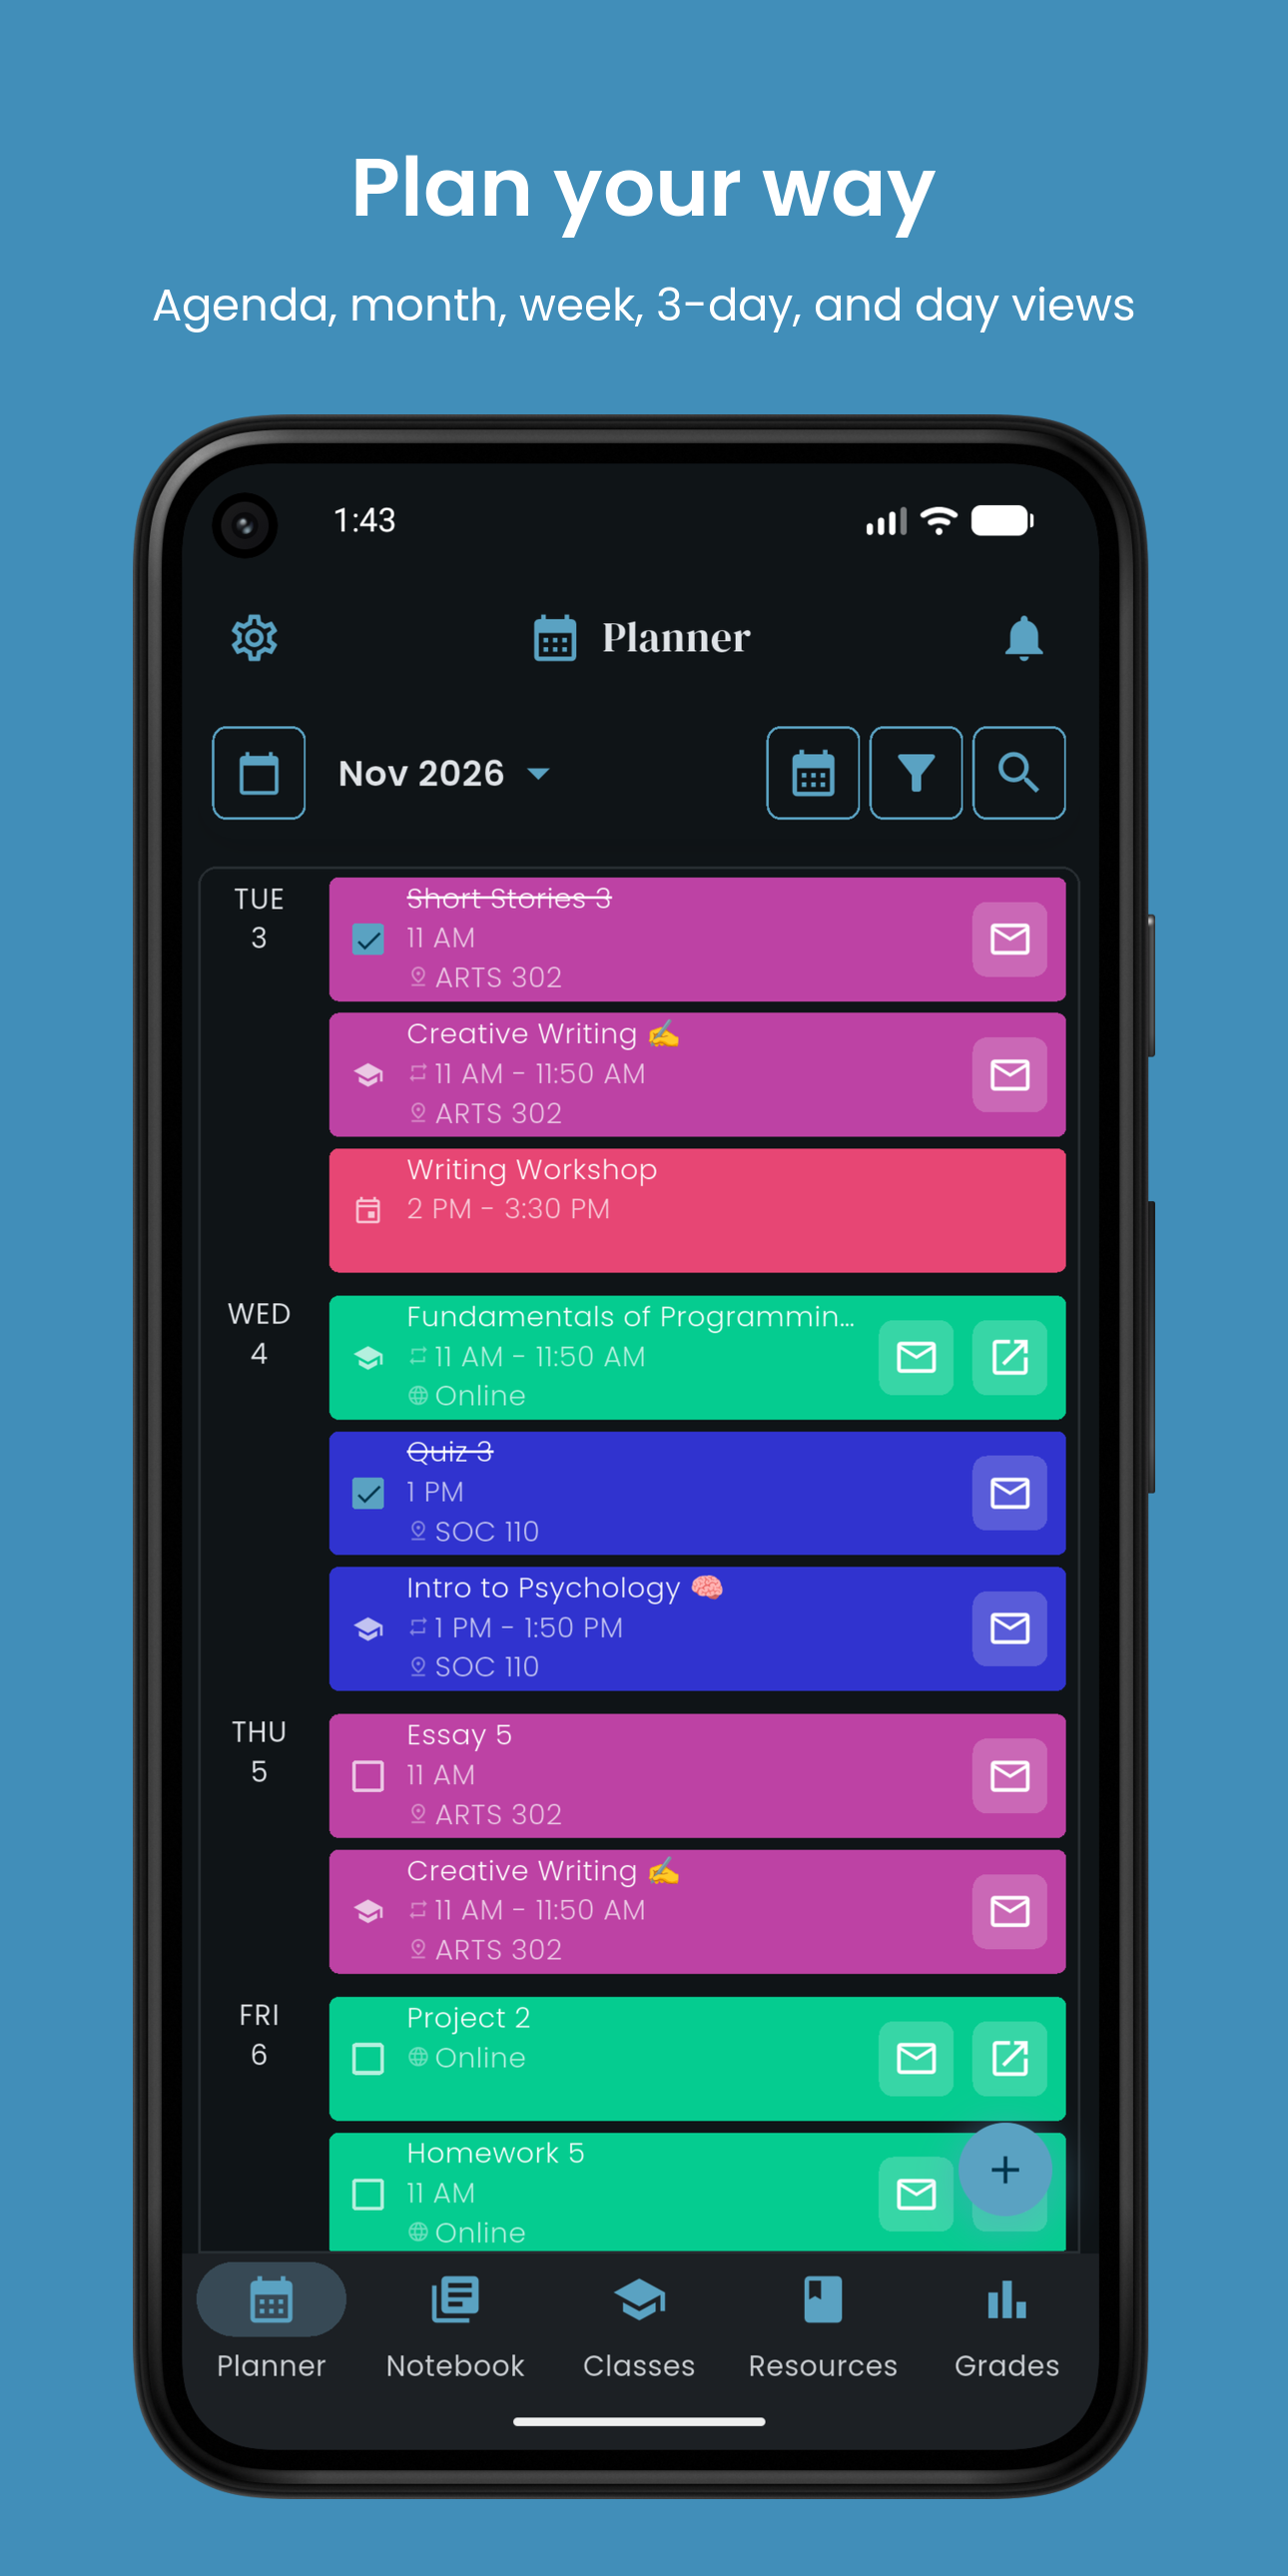 Plan your way
Agenda, month, week, 3-day, and day views
1:43
Planner
Nov 2026
TUE
3
Short Stories 3
11 AM
ARTS 302
Creative Writing ✍️
11 AM - 11:50 AM
ARTS 302
Writing Workshop
2 PM - 3:30 PM
WED
4
Fundamentals of Programmin...
11 AM - 11:50 AM
Online
Quiz 3
1 PM
SOC 110
Intro to Psychology 🧠
1 PM - 1:50 PM
SOC 110
THU
5
Essay 5
11 AM
ARTS 302
Creative Writing ✍️
11 AM - 11:50 AM
ARTS 302
FRI
6
Project 2
Online
Homework 5
11 AM
Online
Planner
Notebook
Classes
Resources
Grades